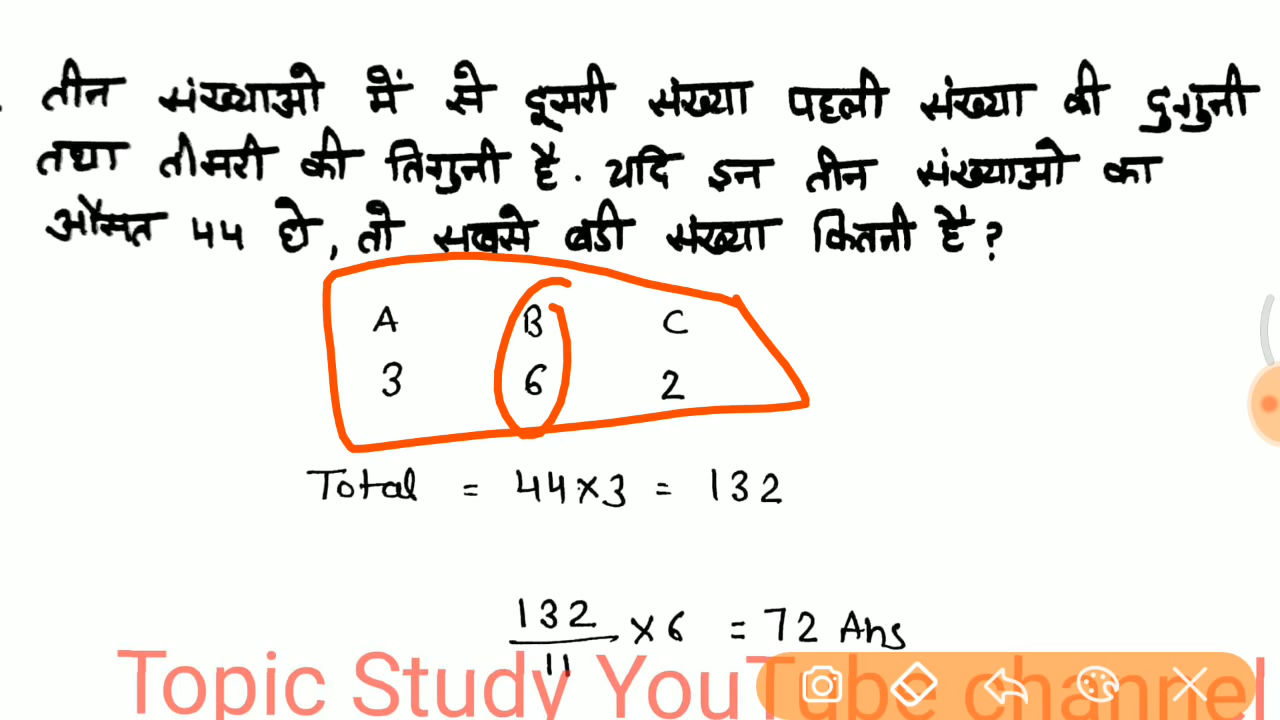 तीन संख्याओ में से दूसरी संख्या पहली संख्या की दुगुनी
तथा तीसरी की तिगुनी है . यदि इन तीन संख्याओ का
औसत 44 है , तो सबसे बडी संख्या कितनी है ?
A B C
3 6 2
Total = 44×3 = 132
132
—— × 6 = 72 Ans
11
Topic Study YouTube channel